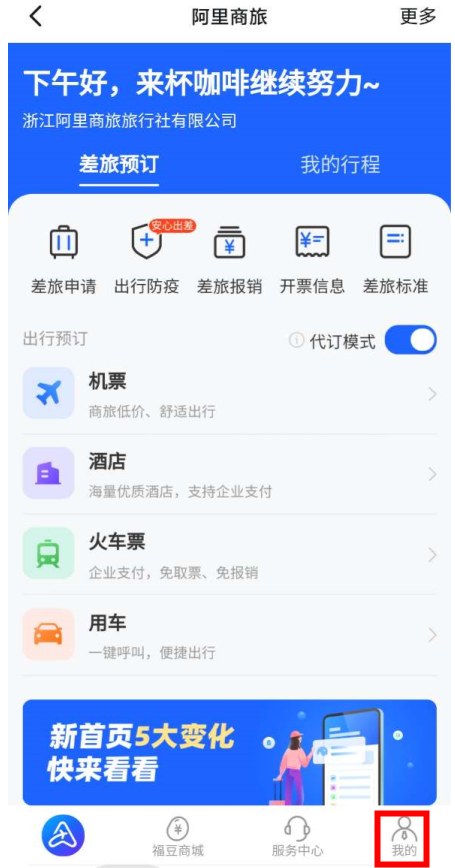 阿里商旅
更多
下午好，来杯咖啡继续努力~
浙江阿里商旅旅行社有限公司
差旅预订
我的行程
安心出差
差旅申请
出行防疫
差旅报销
开票信息
差旅标准
出行预订
代订模式
机票
商旅低价、舒适出行
酒店
海量优质酒店，支持企业支付
火车票
企业支付，免取票、免报销
用车
一键呼叫，便捷出行
新首页5大变化
快来看看
福豆商城
服务中心
我的